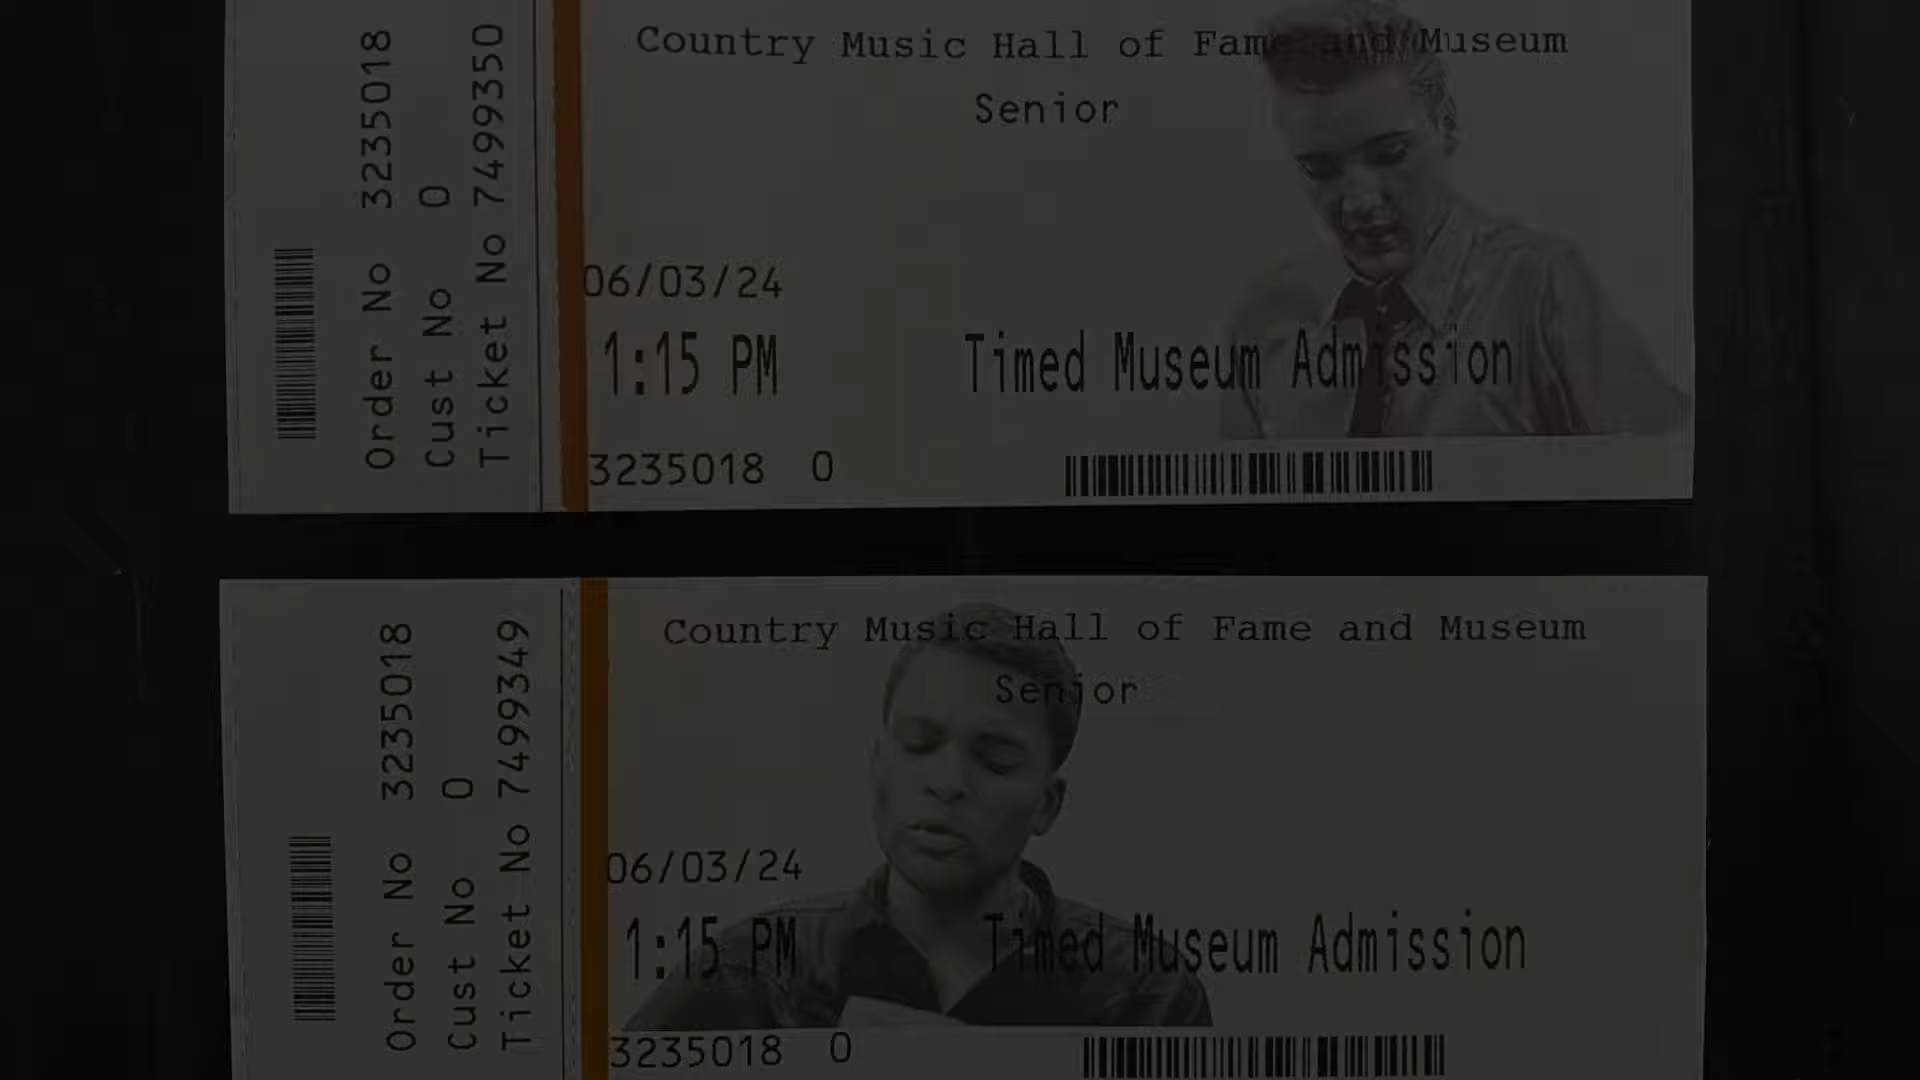 Order No 3235018
Cust No 0
Ticket No 7499350
Country Music Hall of Fame and Museum
Senior
06/03/24
1:15 PM
Timed Museum Admission
3235018 0
Order No 3235018
Cust No 0
Ticket No 7499349
Country Music Hall of Fame and Museum
Senior
06/03/24
1:15 PM
Timed Museum Admission
3235018 0